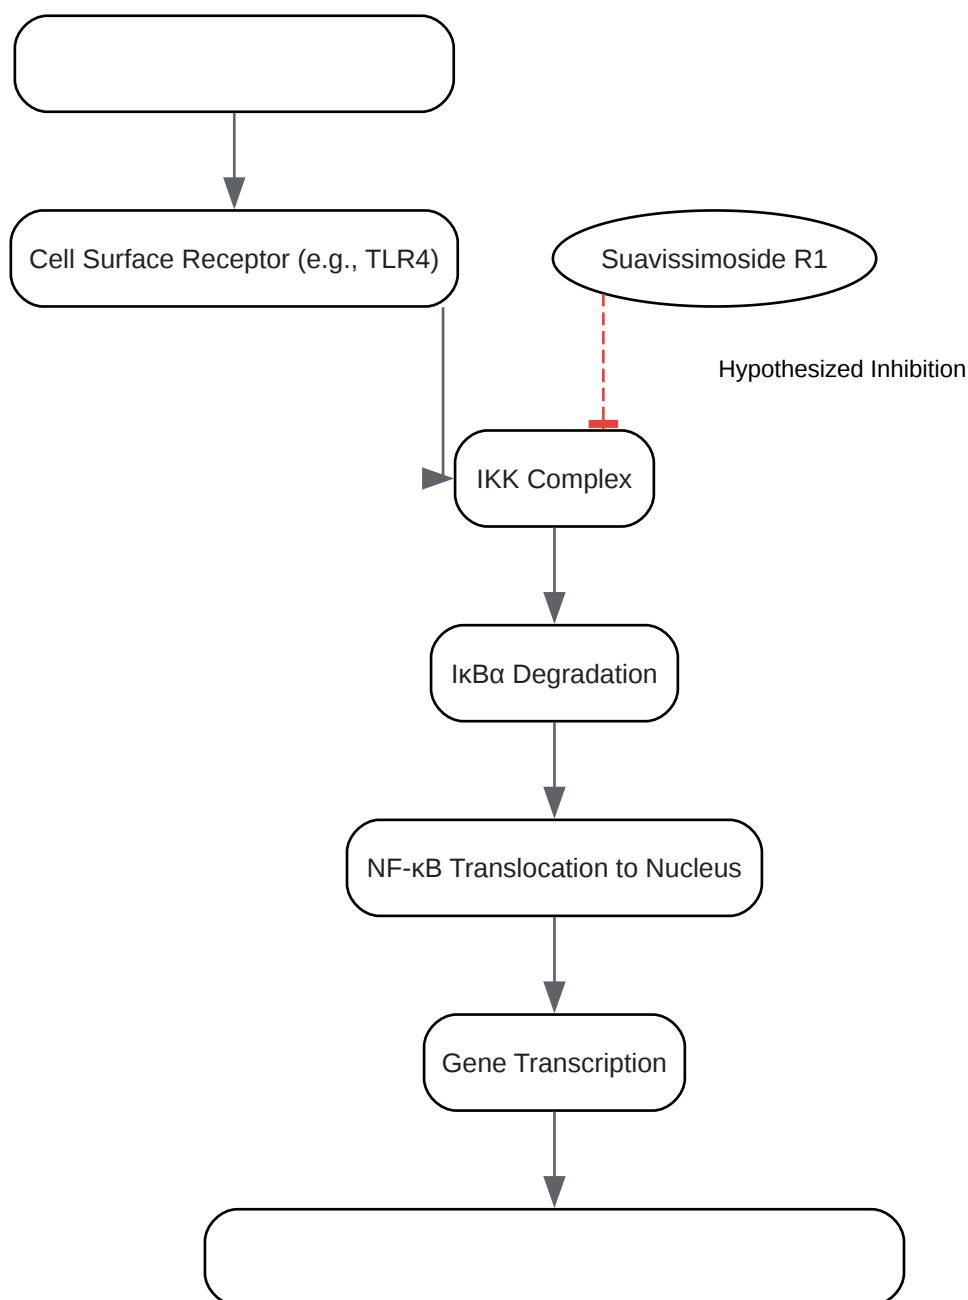 Cell Surface Receptor (e.g., TLR4)
Suavissimoside R1
Hypothesized Inhibition
IKK Complex
IκBα Degradation
NF-κB Translocation to Nucleus
Gene Transcription